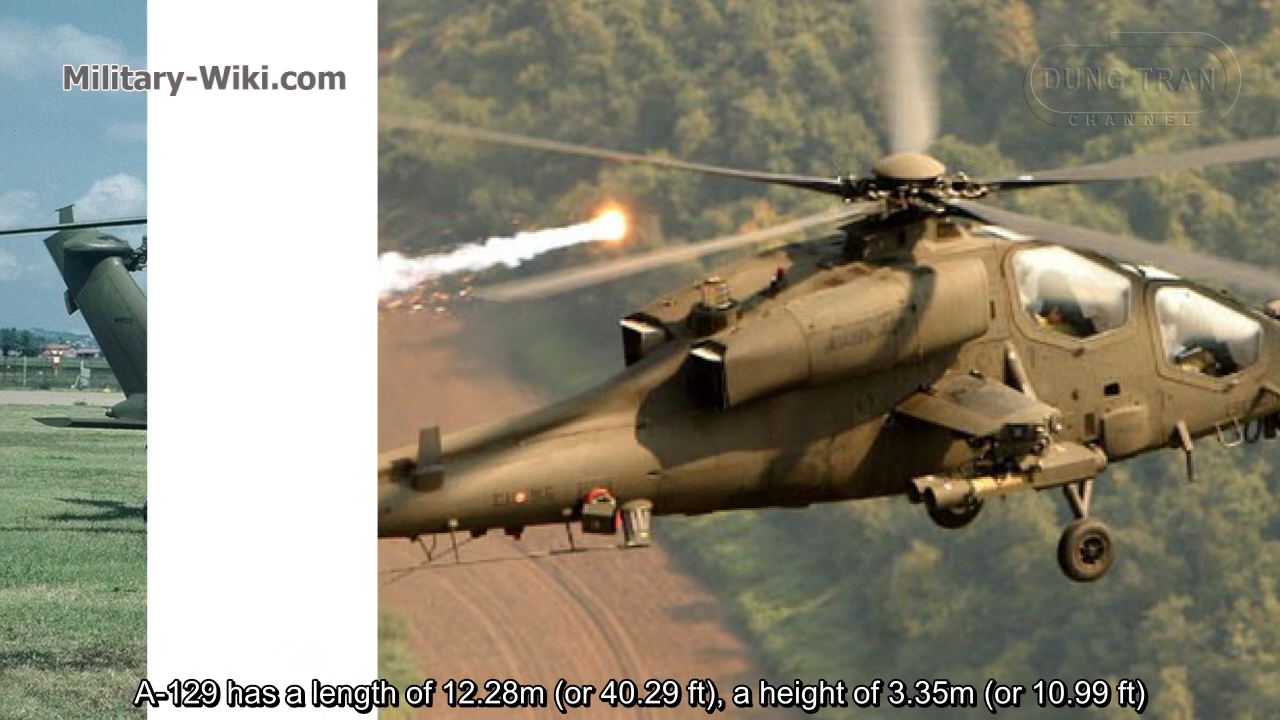 Military-Wiki.com
DUNG TRAN
CHANNEL
A-129 has a length of 12.28m (or 40.29 ft), a height of 3.35m (or 10.99 ft)